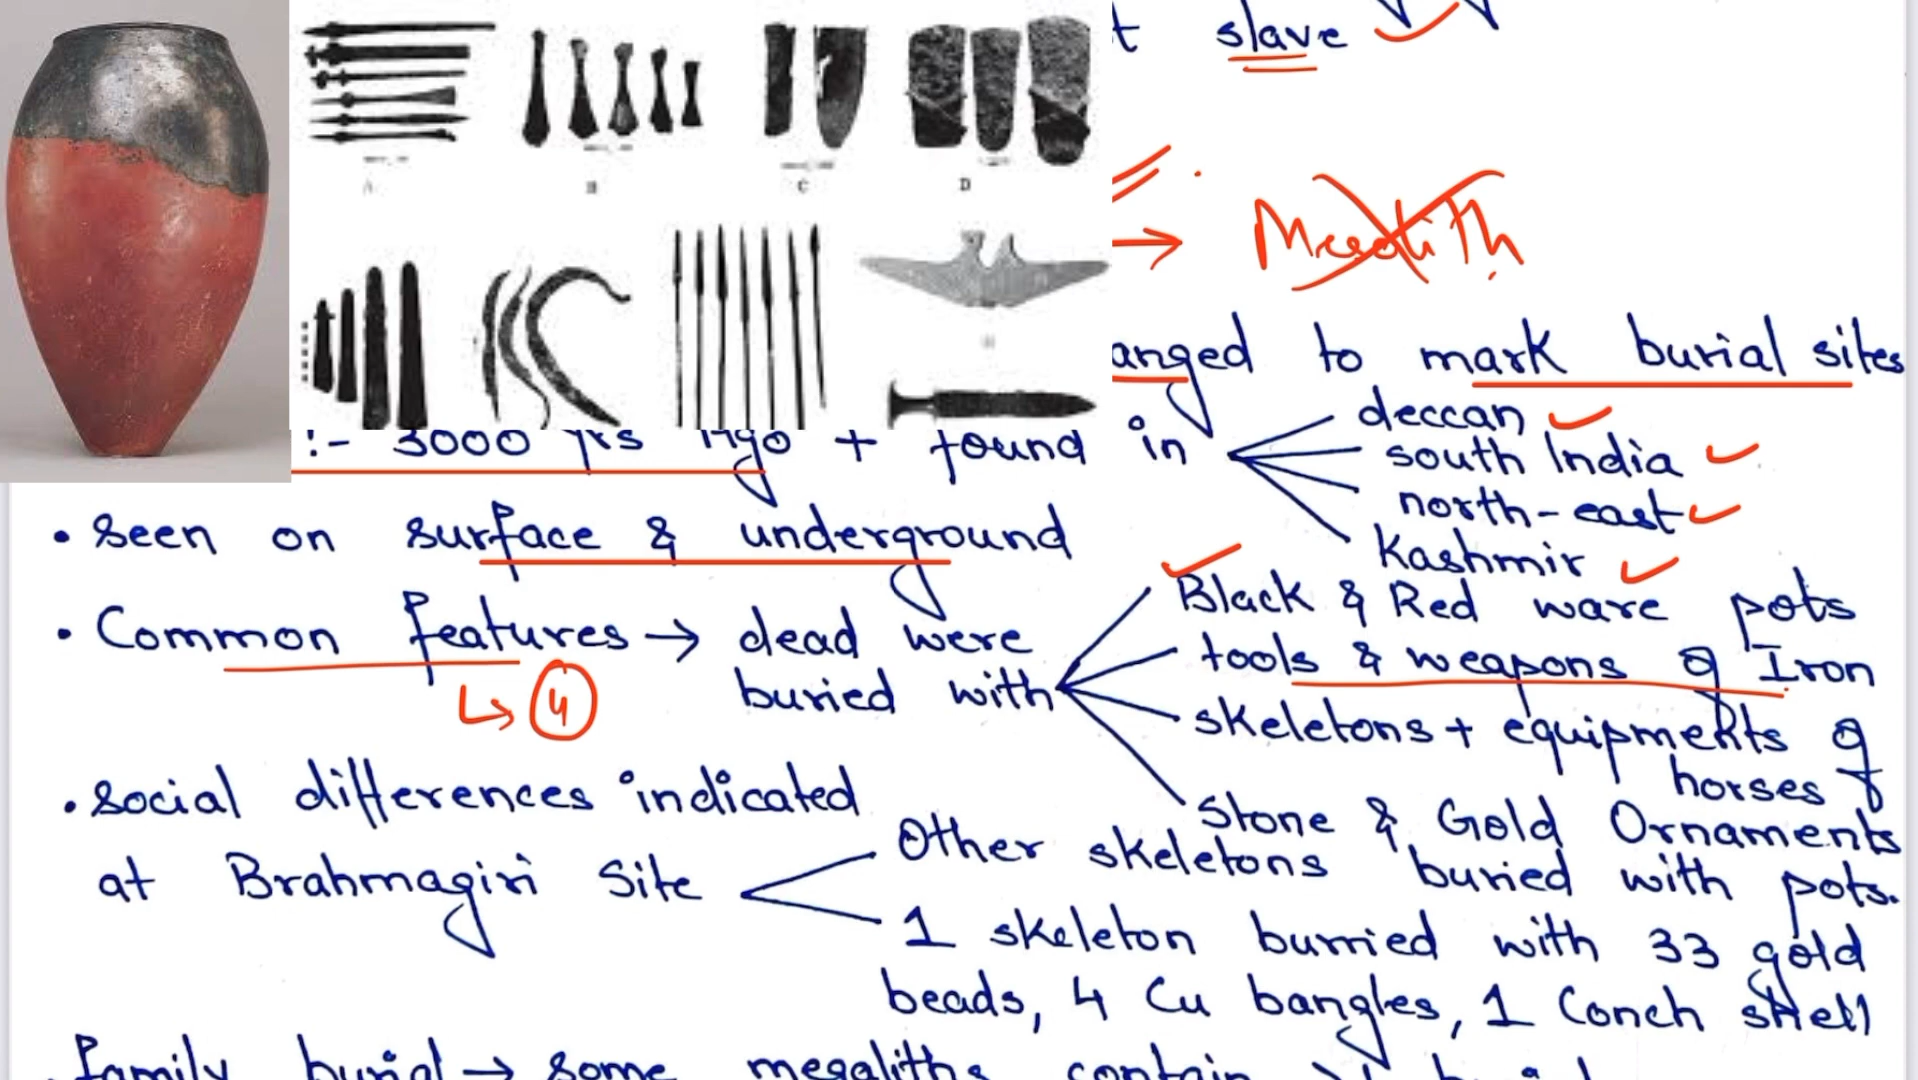 t slave
A B C D
→ Mesolith
anged to mark burial sites
:- 3000 yrs Ago + found in
deccan
south India
north-east
Kashmir
• seen on surface & underground
• Common features → dead were buried with
↳ 4
Black & Red ware pots
tools & weapons of Iron
skeletons + equipments of horses
Stone & Gold Ornaments
• social differences indicated
at Brahmagiri Site
Other skeletons buried with pots.
1 skeleton burried with 33 gold
beads, 4 Cu bangles, 1 Conch shell
• Family burial → some megaliths contain